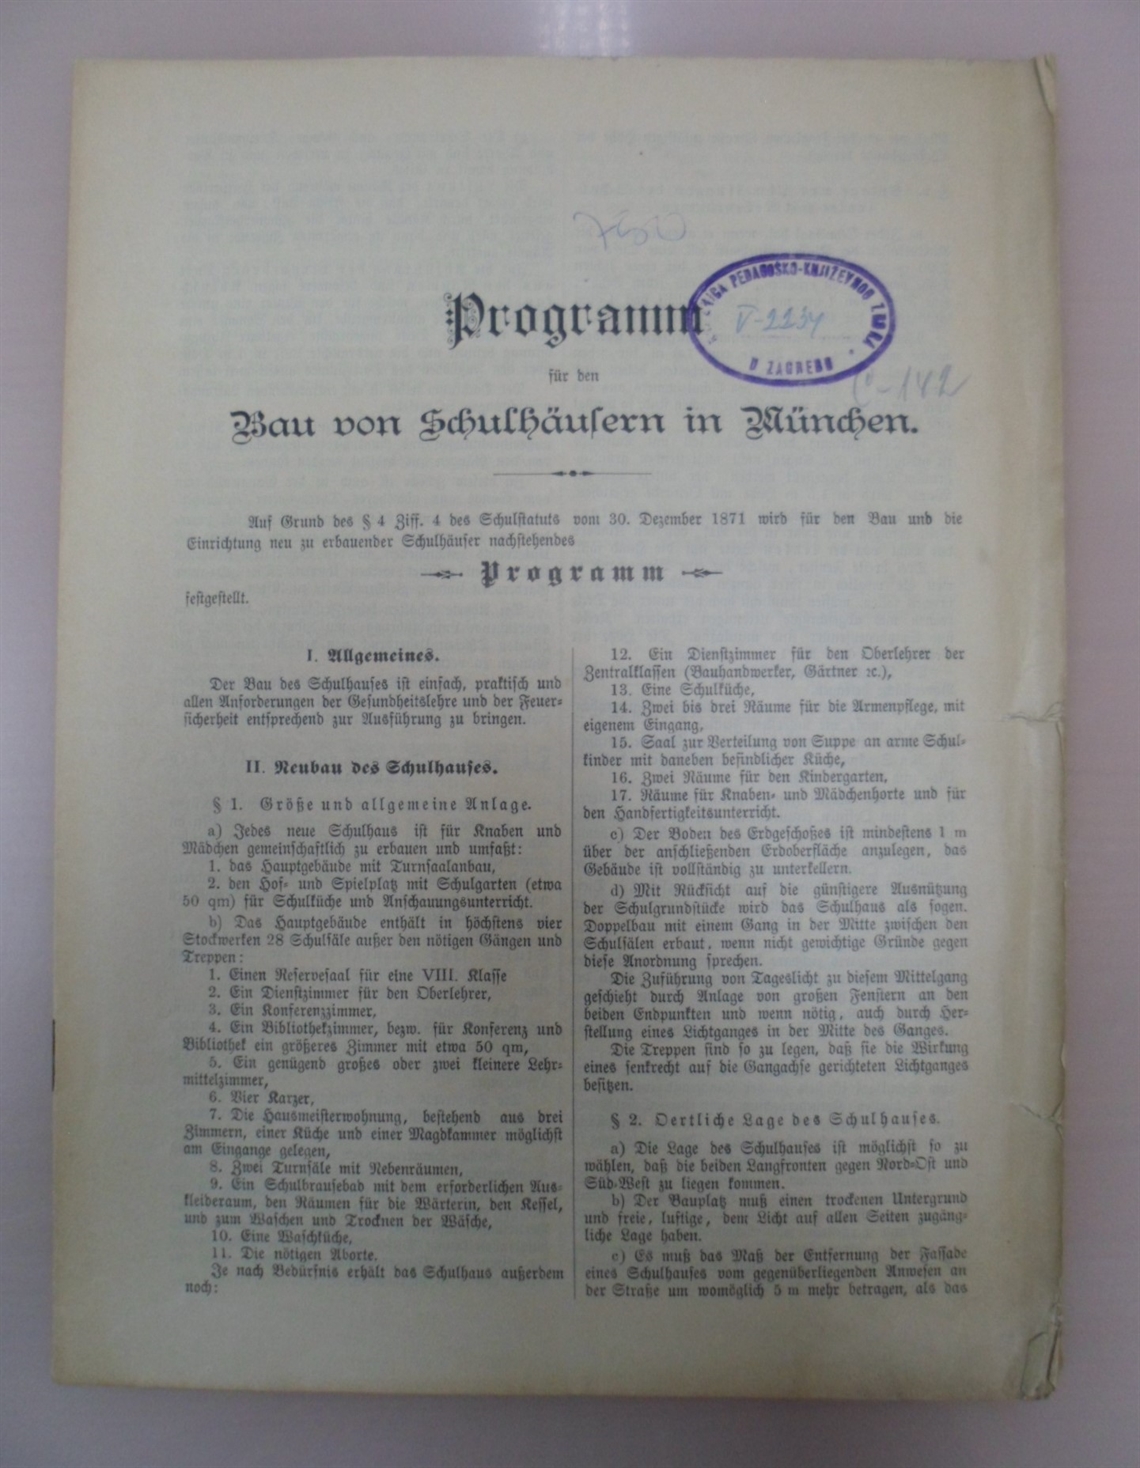 Programm
KNJIŽEVNOG ZBORA
U ZAGREBU
V-2234
142
für den
Bau von Schulhäusern in München.
Auf Grund des § 4 Ziff. 4 des Schulstatuts vom 30. Dezember 1871 wird für den Bau und die
Einrichtung neu zu erbauender Schulhäuser nachstehendes
Programm
festgestellt.
I. Allgemeines.
Der Bau des Schulhauses ist einfach, praktisch und
allen Anforderungen der Gesundheitslehre und der Feuer-
sicherheit entsprechend zur Ausführung zu bringen.
II. Neubau des Schulhauses.
§ 1. Größe und allgemeine Anlage.
a) Jedes neue Schulhaus ist für Knaben und
Mädchen gemeinschaftlich zu erbauen und umfaßt:
1. das Hauptgebäude mit Turnsaalanbau,
2. den Hof- und Spielplatz mit Schulgarten (etwa
50 qm) für Schulküche und Anschauungsunterricht.
b) Das Hauptgebäude enthält in höchstens vier
Stockwerken 28 Schulsäle außer den nötigen Gängen und
Treppen:
1. Einen Reservesaal für eine VIII. Klasse
2. Ein Dienstzimmer für den Oberlehrer,
3. Ein Konferenzzimmer,
4. Ein Bibliothekzimmer, bezw. für Konferenz und
Bibliothek ein größeres Zimmer mit etwa 50 qm,
5. Ein genügend großes oder zwei kleinere Lehr-
mittelzimmer,
6. Vier Karzer,
7. Die Hausmeisterwohnung, bestehend aus drei
Zimmern, einer Küche und einer Magdkammer möglichst
am Eingange gelegen,
8. Zwei Turnsäle mit Nebenräumen,
9. Ein Schulbrausebad mit dem erforderlichen Aus-
kleideraum, den Räumen für die Wärterin, den Kessel,
und zum Waschen und Trocknen der Wäsche,
10. Eine Waschküche,
11. Die nötigen Aborte.
Je nach Bedürfnis erhält das Schulhaus außerdem
noch:
12. Ein Dienstzimmer für den Oberlehrer der
Zentralklassen (Bauhandwerker, Gärtner ꝛc.),
13. Eine Schulküche,
14. Zwei bis drei Räume für die Armenpflege, mit
eigenem Eingang,
15. Saal zur Verteilung von Suppe an arme Schul-
kinder mit daneben befindlicher Küche,
16. Zwei Räume für den Kindergarten,
17. Räume für Knaben- und Mädchenhorte und für
den Handfertigkeitsunterricht.
c) Der Boden des Erdgeschoßes ist mindestens 1 m
über der anschließenden Erdoberfläche anzulegen, das
Gebäude ist vollständig zu unterkellern.
d) Mit Rücksicht auf die günstigere Ausnützung
der Schulgrundstücke wird das Schulhaus als sogen.
Doppelbau mit einem Gang in der Mitte zwischen den
Schulsälen erbaut, wenn nicht gewichtige Gründe gegen
diese Anordnung sprechen.
Die Zuführung von Tageslicht zu diesem Mittelgang
geschieht durch Anlage von großen Fenstern an den
beiden Endpunkten und wenn nötig, auch durch Her-
stellung eines Lichtganges in der Mitte des Ganges.
Die Treppen sind so zu legen, daß sie die Wirkung
eines senkrecht auf die Gangachse gerichteten Lichtganges
besitzen.
§ 2. Oertliche Lage des Schulhauses.
a) Die Lage des Schulhauses ist möglichst so zu
wählen, daß die beiden Langfronten gegen Nord-Ost und
Süd-West zu liegen kommen.
b) Der Bauplatz muß einen trockenen Untergrund
und freie, luftige, dem Licht auf allen Seiten zugäng-
liche Lage haben.
c) Es muß das Maß der Entfernung der Fassade
eines Schulhauses vom gegenüberliegenden Anwesen an
der Straße um womöglich 5 m mehr betragen, als das